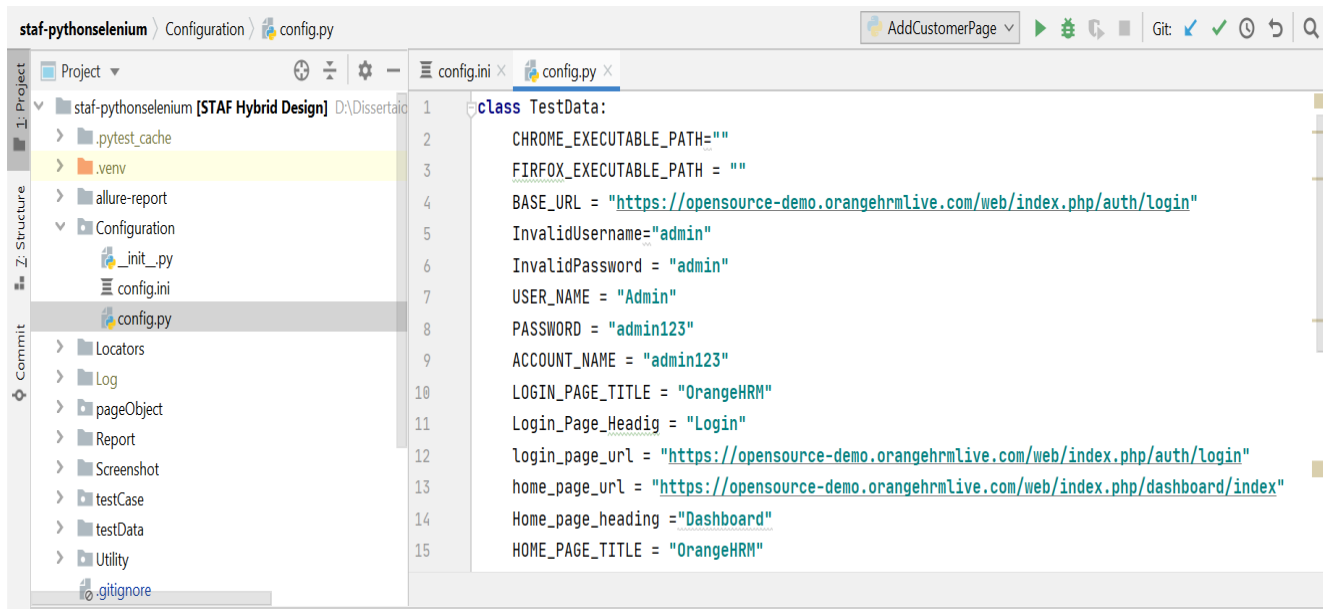 staf-pythonselenium Configuration config.py
AddCustomerPage
Git:
Project
config.ini
config.py
1: Project
Z: Structure
Commit
staf-pythonselenium [STAF Hybrid Design] D:\Dissertaio
.pytest_cache
.venv
allure-report
Configuration
__init__.py
config.ini
config.py
Locators
Log
pageObject
Report
Screenshot
testCase
testData
Utility
.gitignore
1 class TestData:
2 CHROME_EXECUTABLE_PATH=""
3 FIRFOX_EXECUTABLE_PATH = ""
4 BASE_URL = "https://opensource-demo.orangehrmlive.com/web/index.php/auth/login"
5 InvalidUsername="admin"
6 InvalidPassword = "admin"
7 USER_NAME = "Admin"
8 PASSWORD = "admin123"
9 ACCOUNT_NAME = "admin123"
10 LOGIN_PAGE_TITLE = "OrangeHRM"
11 Login_Page_Headig = "Login"
12 login_page_url = "https://opensource-demo.orangehrmlive.com/web/index.php/auth/login"
13 home_page_url = "https://opensource-demo.orangehrmlive.com/web/index.php/dashboard/index"
14 Home_page_heading ="Dashboard"
15 HOME_PAGE_TITLE = "OrangeHRM"